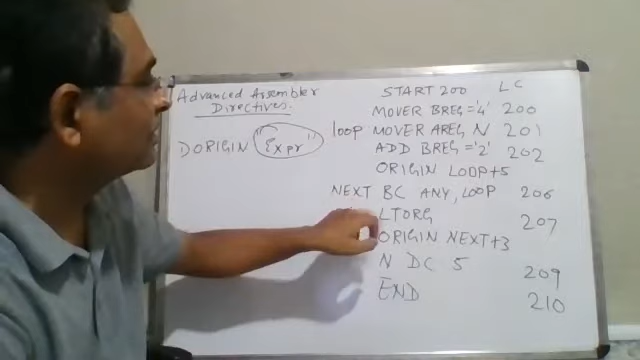 Advanced Assembler
Directives.
① ORIGIN "Expr"
START 200 LC
MOVER BREG='4' 200
loop MOVER AREG, N 201
ADD BREG='2' 202
ORIGIN LOOP+5
NEXT BC ANY, LOOP 206
LTORG 207
ORIGIN NEXT+3
N DC 5 209
END 210